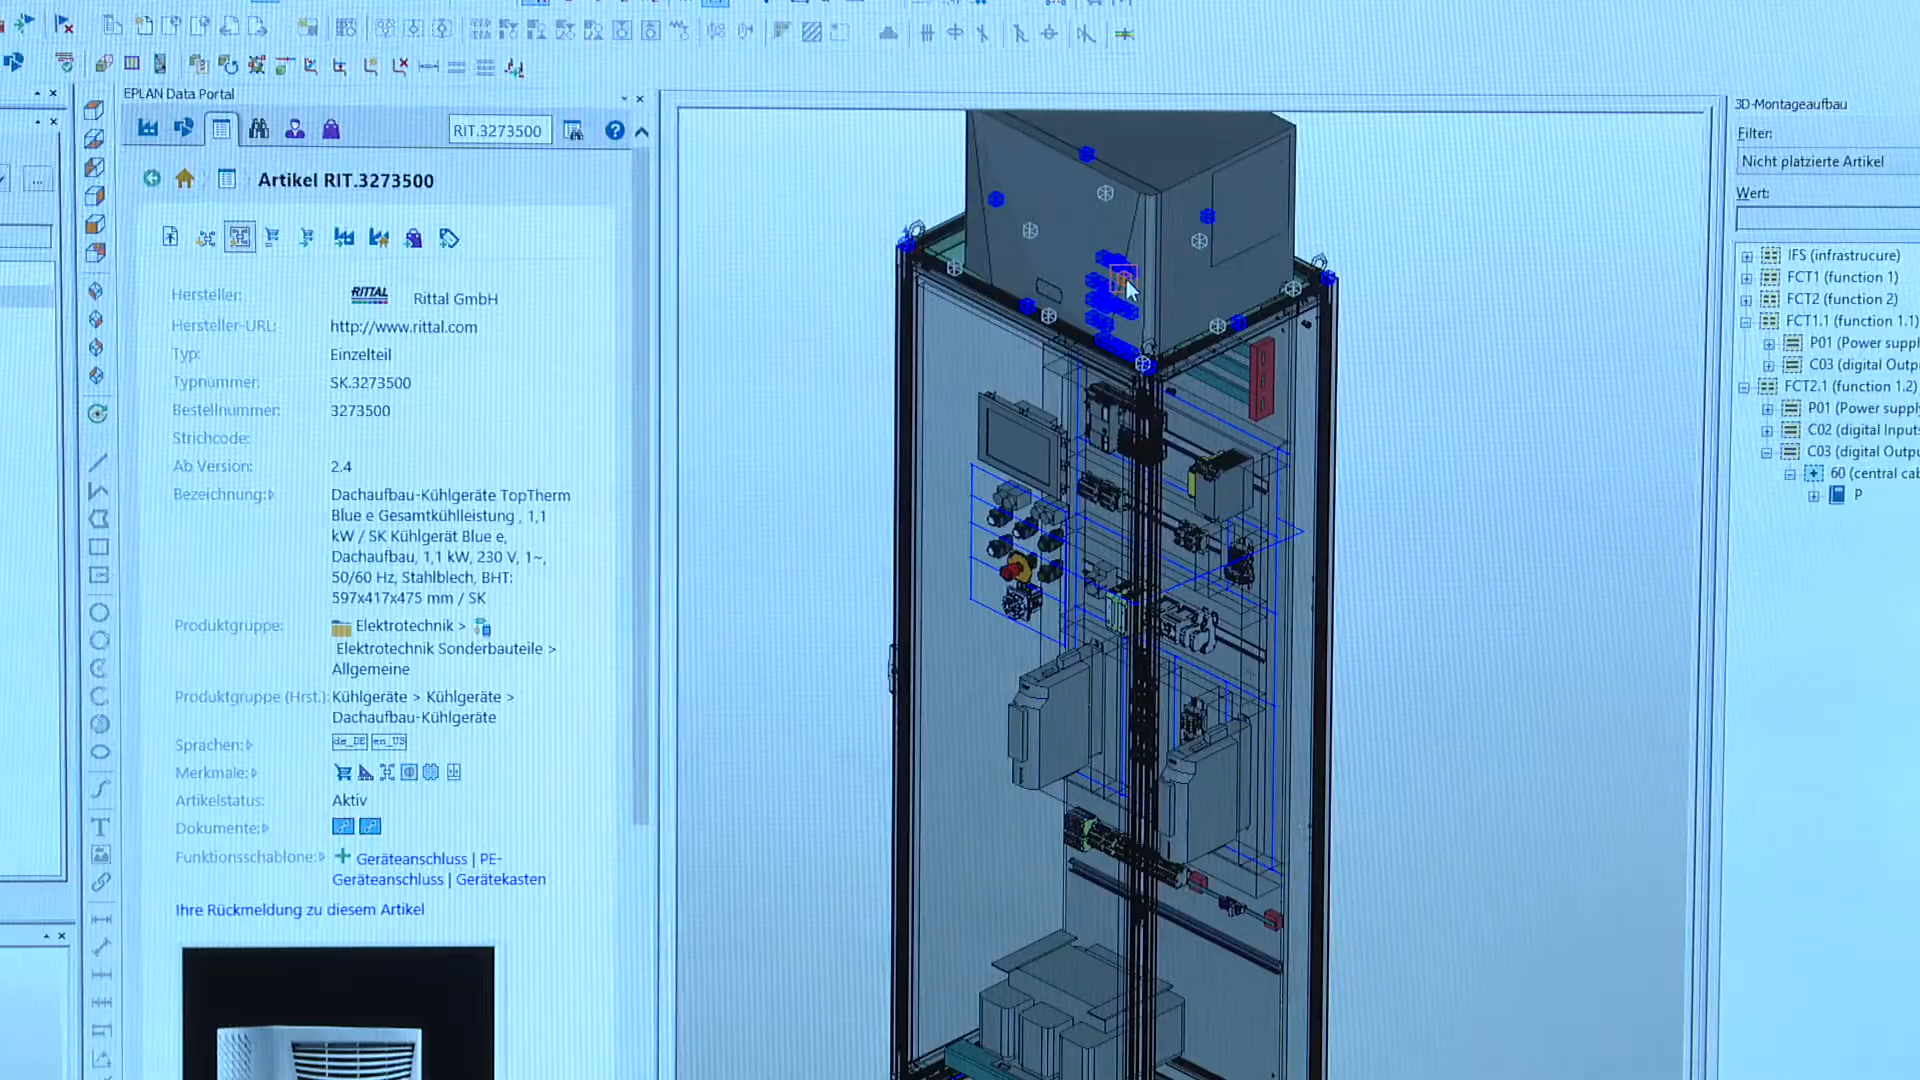 EPLAN Data Portal
RIT.3273500
Artikel RIT.3273500
Hersteller:
RITTAL
Rittal GmbH
Hersteller-URL:
http://www.rittal.com
Typ:
Einzelteil
Typnummer:
SK.3273500
Bestellnummer:
3273500
Strichcode:
Ab Version:
2.4
Bezeichnung:
Dachaufbau-Kühlgeräte TopTherm
Blue e Gesamtkühlleistung , 1,1
kW / SK Kühlgerät Blue e,
Dachaufbau, 1,1 kW, 230 V, 1~,
50/60 Hz, Stahlblech, BHT:
597x417x475 mm / SK
Produktgruppe:
Elektrotechnik >
Elektrotechnik Sonderbauteile >
Allgemeine
Produktgruppe (Hrst.):
Kühlgeräte > Kühlgeräte >
Dachaufbau-Kühlgeräte
Sprachen:
de_DE en_US
Merkmale:
Artikelstatus:
Aktiv
Dokumente:
Funktionsschablone:
Geräteanschluss | PE-
Geräteanschluss | Gerätekasten
Ihre Rückmeldung zu diesem Artikel
3D-Montageaufbau
Filter:
Nicht platzierte Artikel
Wert:
IFS (infrastrucure)
FCT1 (function 1)
FCT2 (function 2)
FCT1.1 (function 1.1)
P01 (Power supply
C03 (digital Outp
FCT2.1 (function 1.2)
P01 (Power supply
C02 (digital Inputs
C03 (digital Outpu
60 (central cab
P